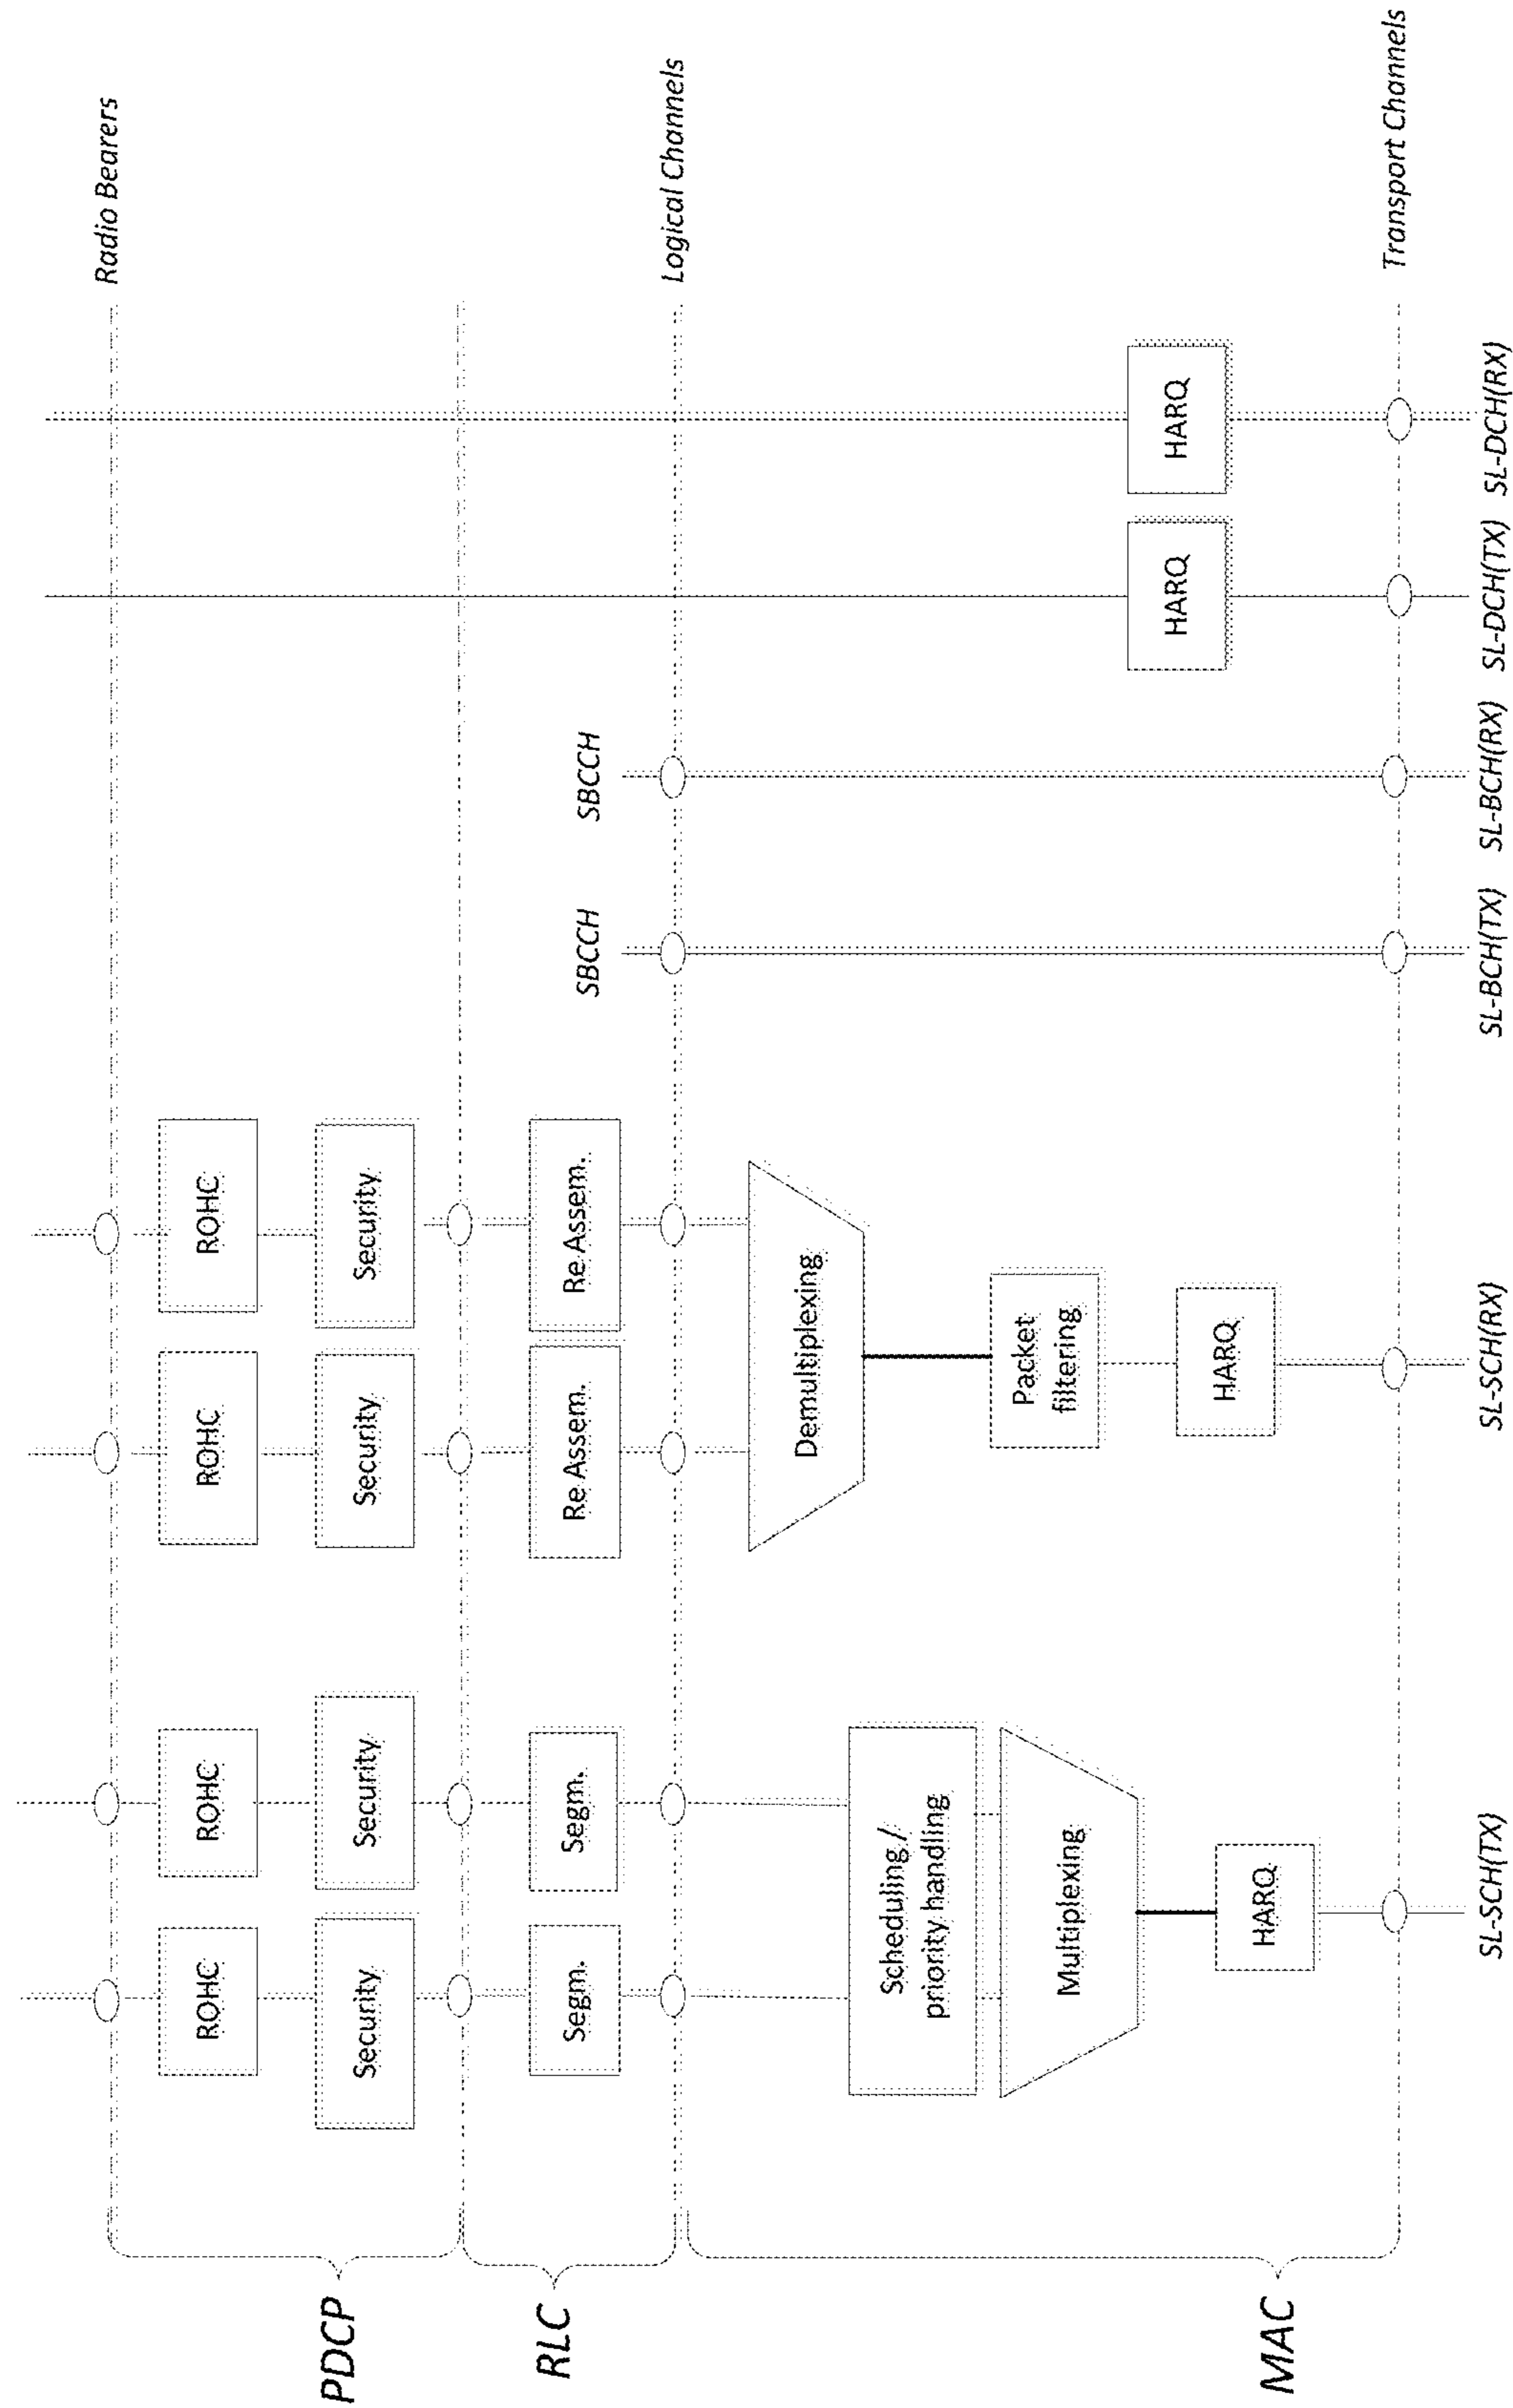 Radio Bearers
ROHC
ROHC
ROHC
ROHC
PDCP
Security
Security
Security
Security
RLC
Segm.
Segm.
Re Assem.
Re Assem.
SBCCH
SBCCH
Logical Channels
Scheduling /
priority handling
Multiplexing
HARQ
Demultiplexing
Packet
filtering
HARQ
HARQ
HARQ
MAC
Transport Channels
SL-SCH(TX)
SL-SCH(RX)
SL-BCH(TX)
SL-BCH(RX)
SL-DCH(TX)
SL-DCH(RX)